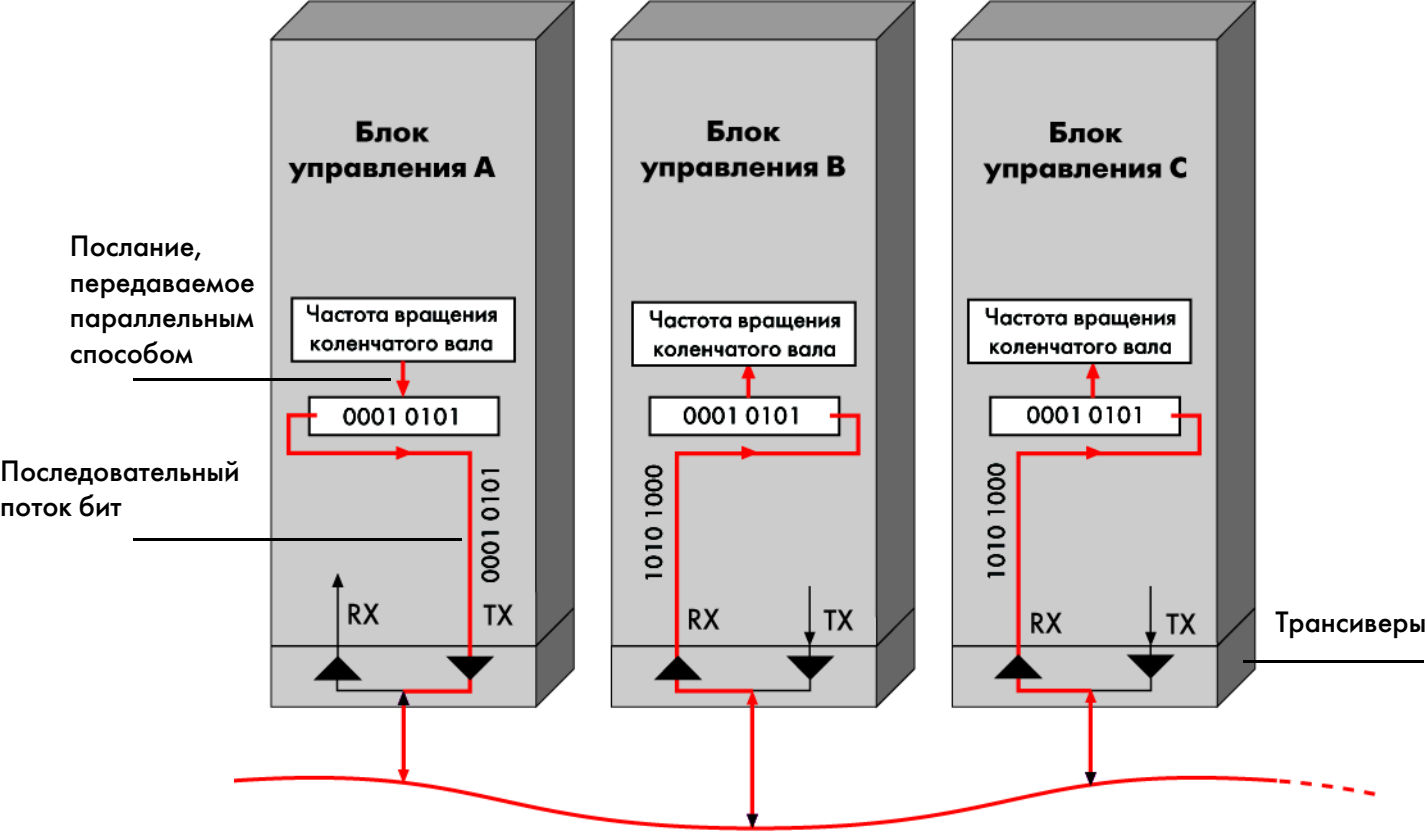 Блок
управления A
Блок
управления B
Блок
управления C
Послание,
передаваемое
параллельным
способом
Частота вращения
коленчатого вала
Частота вращения
коленчатого вала
Частота вращения
коленчатого вала
0001 0101
0001 0101
0001 0101
Последовательный
поток бит
0001 0101
1010 1000
1010 1000
RX
TX
RX
TX
RX
TX
Трансиверы